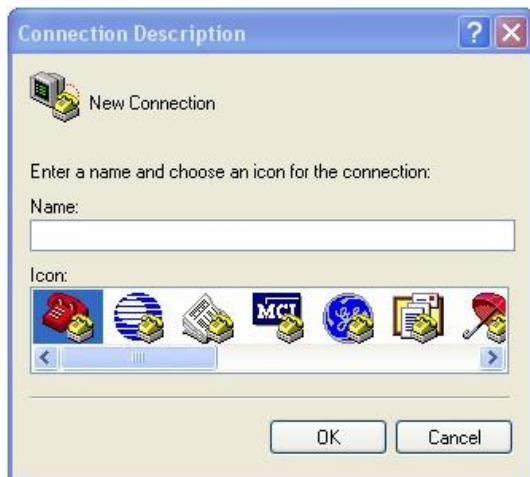 Connection Description
New Connection
Enter a name and choose an icon for the connection:
Name:
Icon:
MCI
OK
Cancel